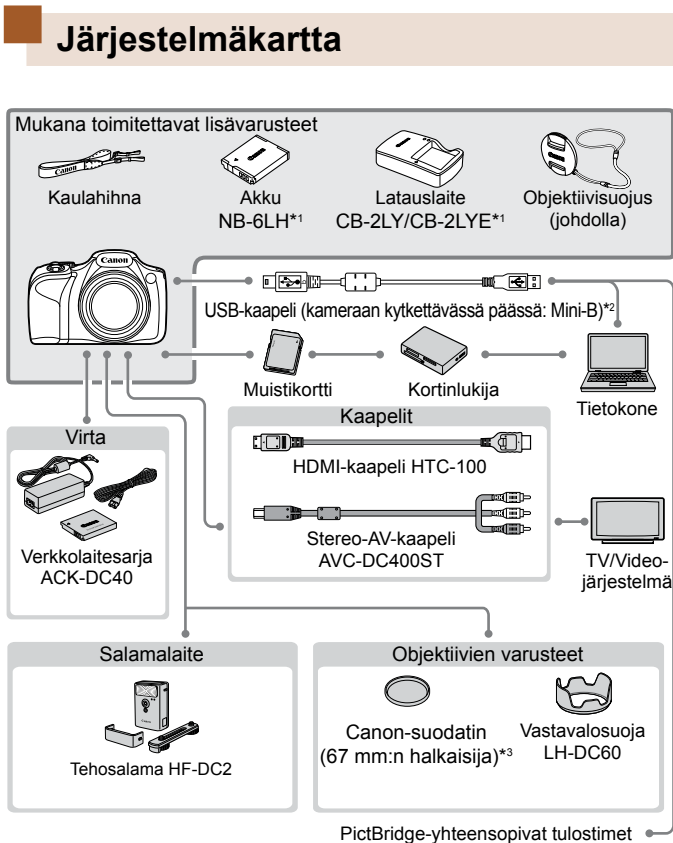 Järjestelmäkartta
Mukana toimitettavat lisävarusteet
Canon
Kaulahihna
Akku
NB-6LH*1
Latauslaite
CB-2LY/CB-2LYE*1
Objektiivisuojus
(johdolla)
Canon
USB-kaapeli (kameraan kytkettävässä päässä: Mini-B)*2
Muistikortti
Kortinlukija
Tietokone
Virta
Verkkolaitesarja
ACK-DC40
Kaapelit
HDMI-kaapeli HTC-100
Stereo-AV-kaapeli
AVC-DC400ST
TV/Video-
järjestelmä
Salamalaite
Tehosalama HF-DC2
Objektiivien varusteet
Canon-suodatin
(67 mm:n halkaisija)*3
Vastavalosuoja
LH-DC60
PictBridge-yhteensopivat tulostimet